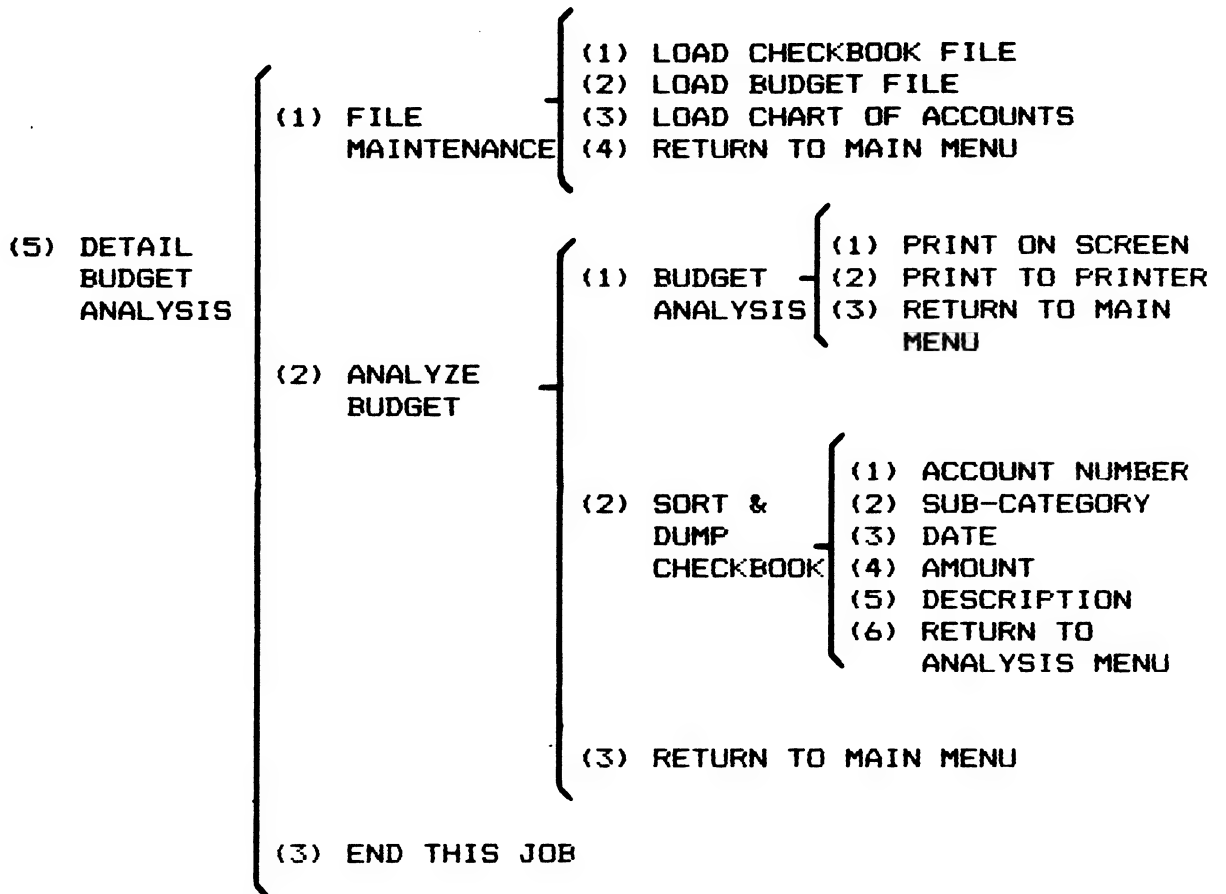 (5) DETAIL
BUDGET
ANALYSIS
(1) FILE
MAINTENANCE
(1) LOAD CHECKBOOK FILE
(2) LOAD BUDGET FILE
(3) LOAD CHART OF ACCOUNTS
(4) RETURN TO MAIN MENU
(2) ANALYZE
BUDGET
(1) BUDGET
ANALYSIS
(1) PRINT ON SCREEN
(2) PRINT TO PRINTER
(3) RETURN TO MAIN
MENU
(2) SORT &
DUMP
CHECKBOOK
(1) ACCOUNT NUMBER
(2) SUB-CATEGORY
(3) DATE
(4) AMOUNT
(5) DESCRIPTION
(6) RETURN TO
ANALYSIS MENU
(3) RETURN TO MAIN MENU
(3) END THIS JOB